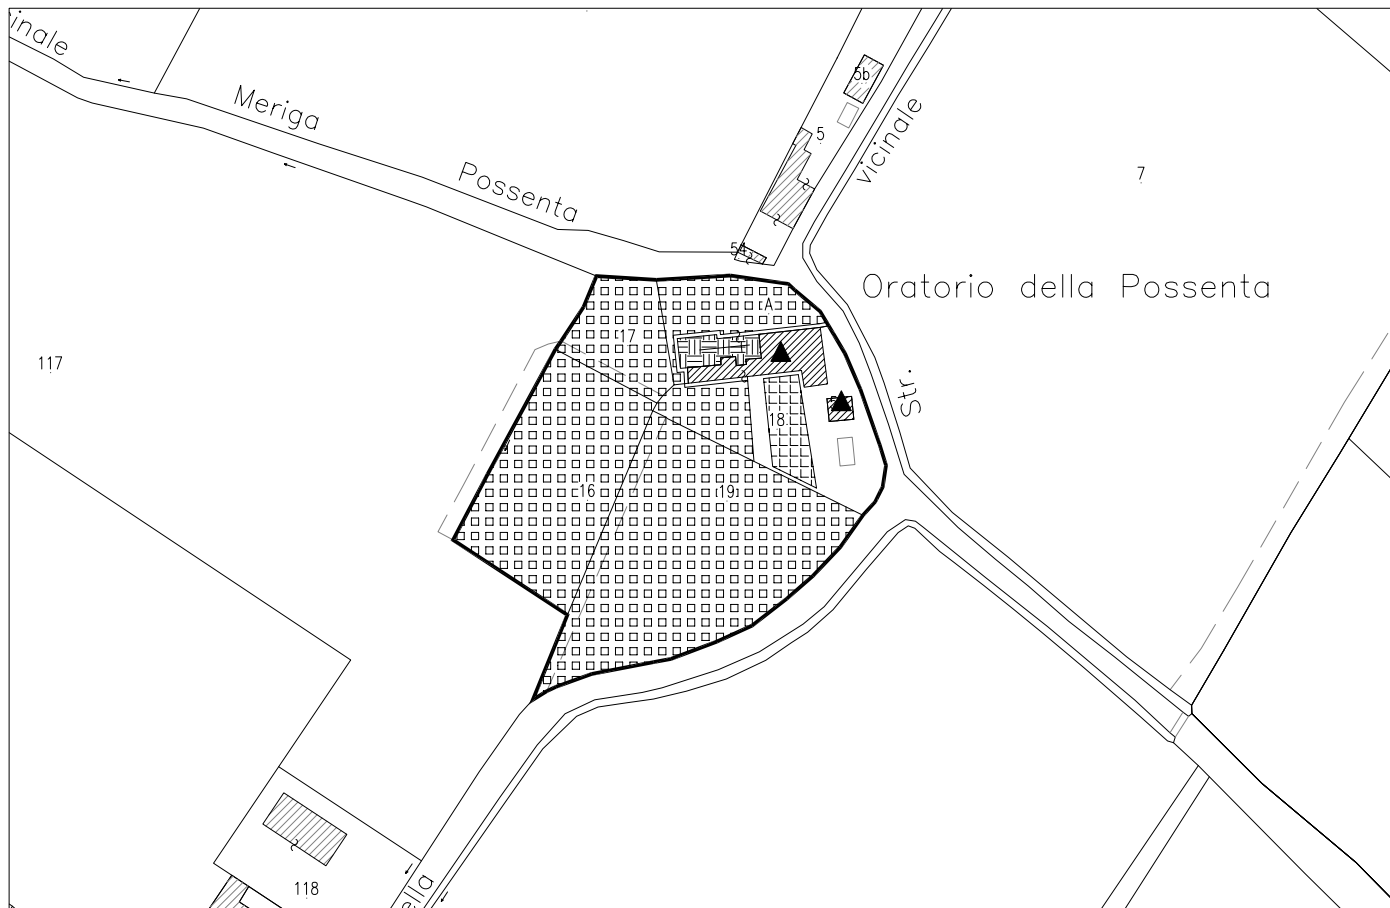 inale
Meriga
Possenta
5b
5
vicinale
7
54
Oratorio della Possenta
A
17
117
Str.
18
16
19
118
ella